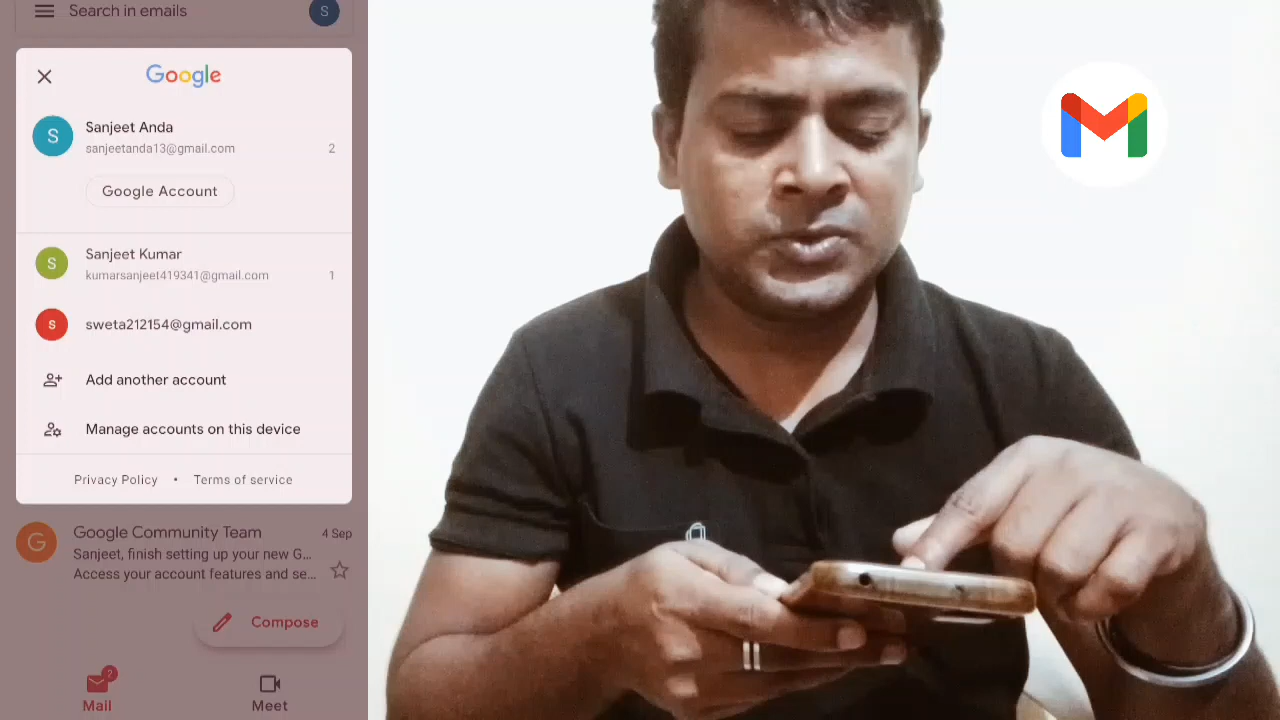 Search in emails
S
Google
S
Sanjeet Anda
sanjeetanda13@gmail.com
2
Google Account
S
Sanjeet Kumar
kumarsanjeet419341@gmail.com
1
S
sweta212154@gmail.com
Add another account
Manage accounts on this device
Privacy Policy • Terms of service
G
Google Community Team
4 Sep
Sanjeet, finish setting up your new G...
Access your account features and se...
Compose
2
Mail
Meet